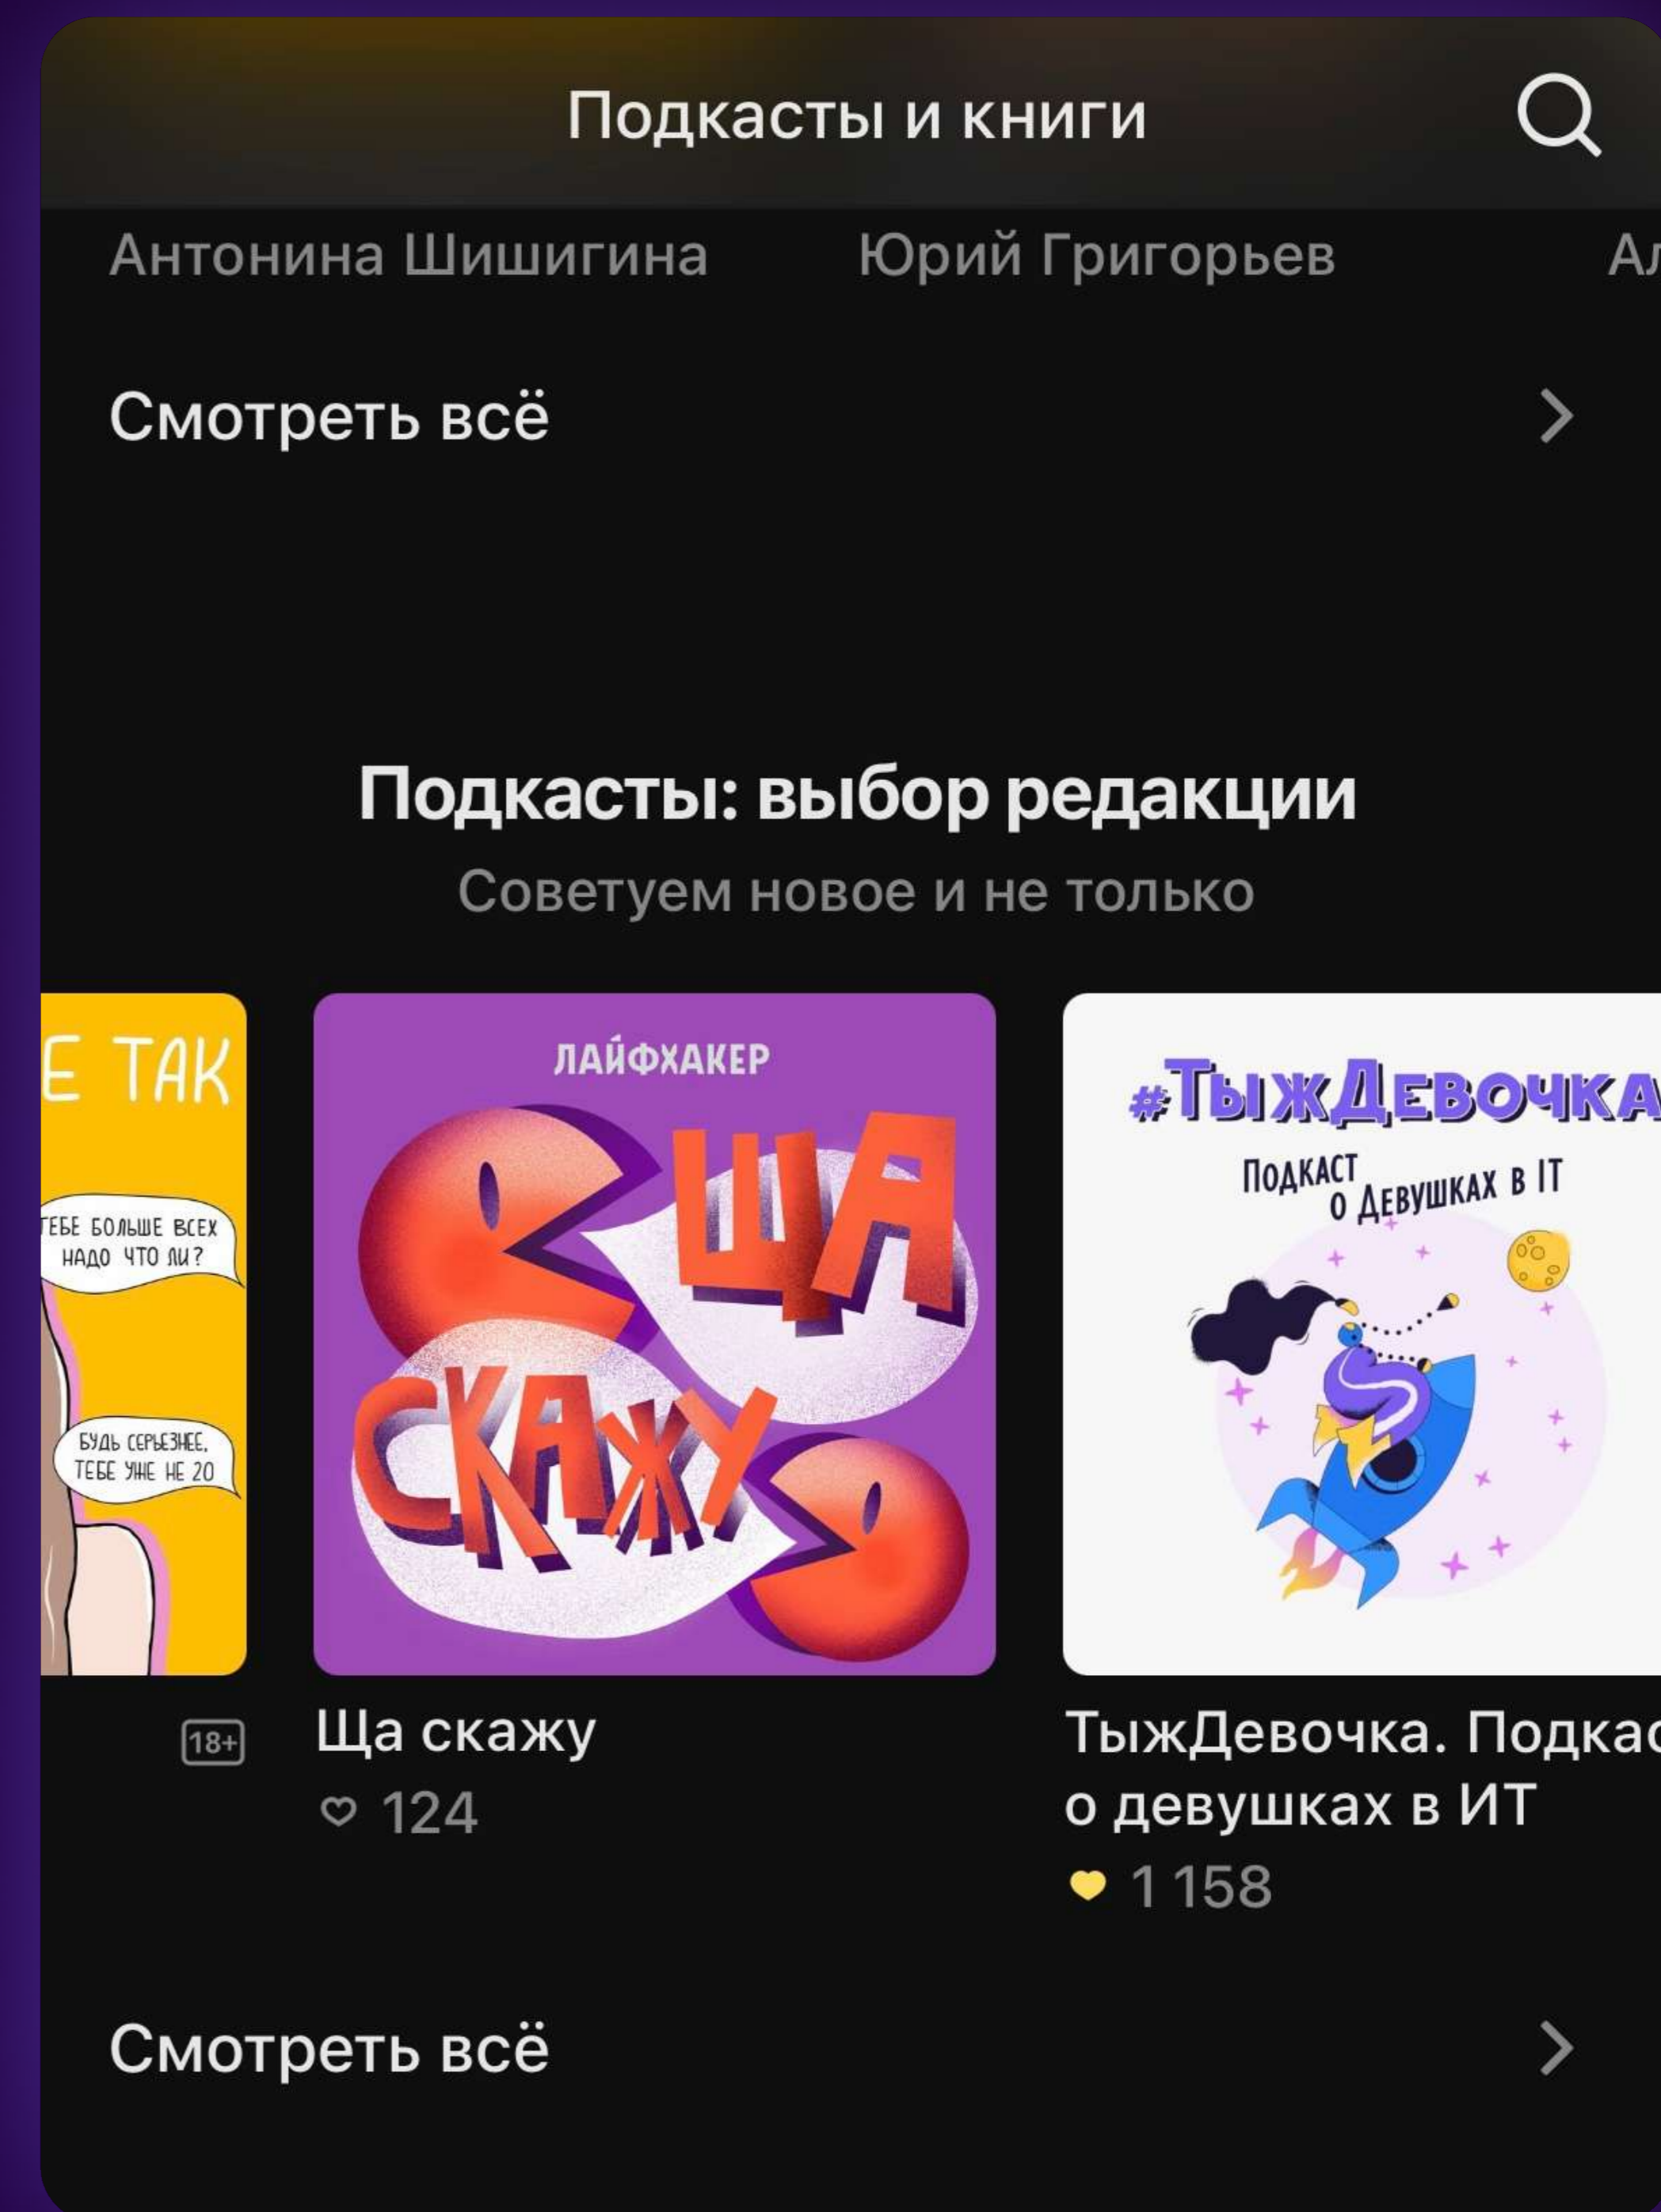 Подкасты и книги
Антонина Шишигина
Юрий Григорьев
Смотреть всё
Подкасты: выбор редакции
Советуем новое и не только
ТАК
ТЕБЕ БОЛЬШЕ ВСЕХ
НАДО ЧТО ЛИ?
БУДЬ СЕРЬЕЗНЕЕ,
ТЕБЕ УЖЕ НЕ 20
18+
ЛАЙФХАКЕР
ЩА
СКАЖУ
Ща скажу
124
#ТыжДевочка
Подкаст
о Девушках в IT
ТыжДевочка. Подкас
о девушках в ИТ
1 158
Смотреть всё